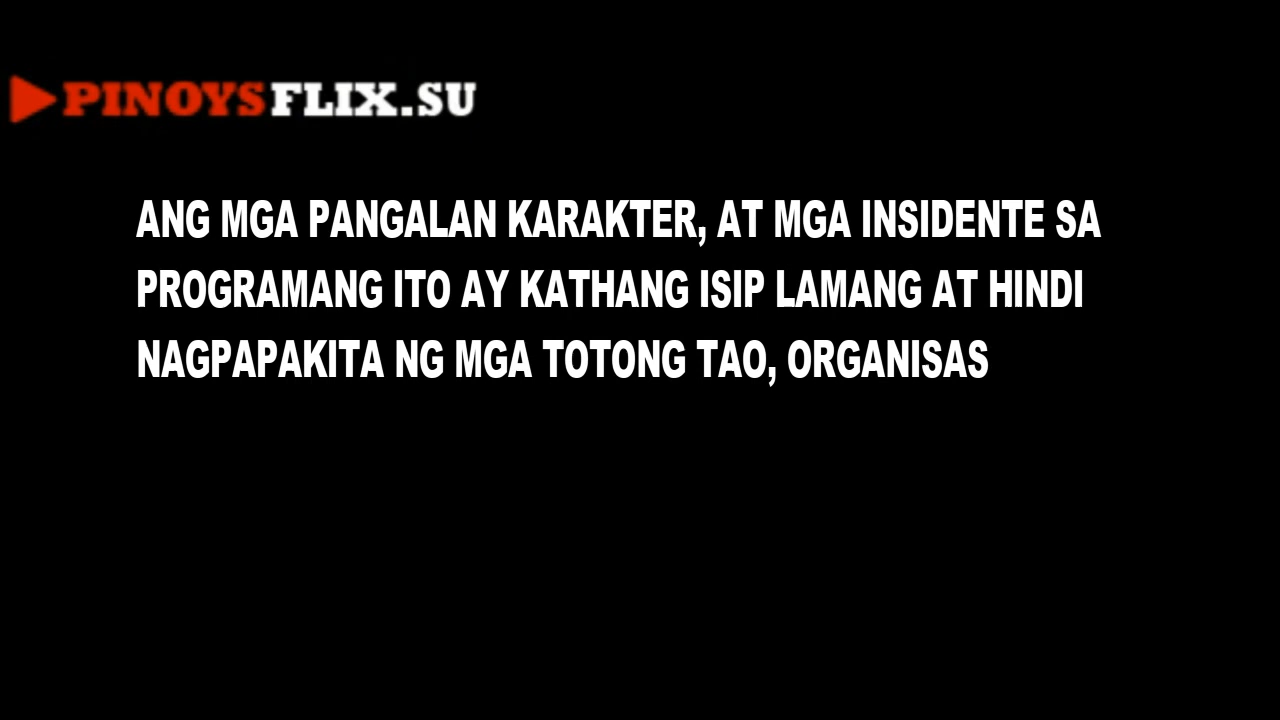 PINOYSFLIX.SU
ANG MGA PANGALAN KARAKTER, AT MGA INSIDENTE SA
PROGRAMANG ITO AY KATHANG ISIP LAMANG AT HINDI
NAGPAPAKITA NG MGA TOTONG TAO, ORGANISAS